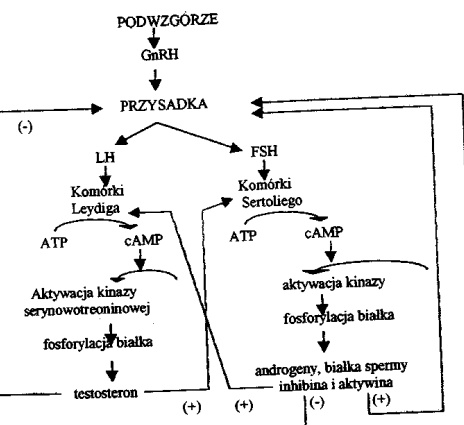 PODWZGÓRZE
GnRH
PRZYSADKA
(-)
LH
FSH
Komórki
Leydiga
Komórki
Sertoliego
ATP
cAMP
ATP
cAMP
Aktywacja kinazy
serynowotreoninowej
aktywacja kinazy
fosforylacja białka
fosforylacja białka
testosteron
androgeny, białka spermy
inhibina i aktywina
(+)
(+)
(-)
(+)